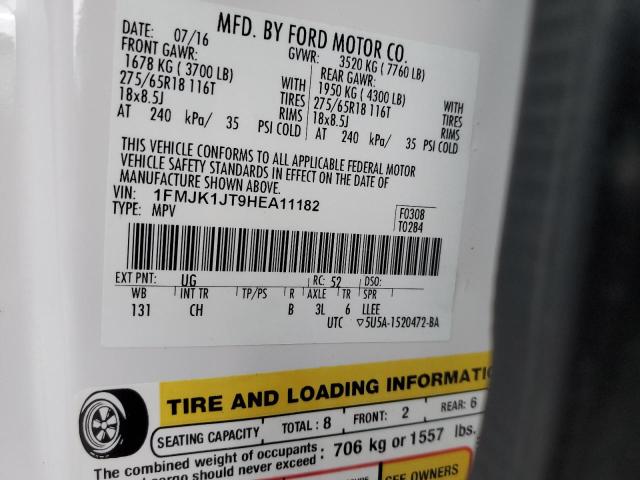 MFD. BY FORD MOTOR CO.
DATE: 07/16 GVWR: 3520 KG (7760 LB)
FRONT GAWR: REAR GAWR:
1678 KG (3700 LB) 1950 KG (4300 LB)
275/65R18 116T WITH TIRES 275/65R18 116T WITH TIRES
18x8.5J RIMS 18x8.5J RIMS
AT 240 kPa/ 35 PSI COLD AT 240 kPa/ 35 PSI COLD
THIS VEHICLE CONFORMS TO ALL APPLICABLE FEDERAL MOTOR
VEHICLE SAFETY STANDARDS IN EFFECT ON THE DATE OF
MANUFACTURE SHOWN ABOVE.
VIN: 1FMJK1JT9HEA11182
TYPE: MPV
F0308
T0284
EXT PNT: UG RC: 52 DSO:
WB INT TR TP/PS R AXLE TR SPR
131 CH B 3L 6 LLEE
UTC ▽5U5A-1520472-BA
TIRE AND LOADING INFORMATIO
SEATING CAPACITY TOTAL: 8 FRONT: 2 REAR: 6
The combined weight of occupants
cargo should never exceed: 706 kg or 1557 lbs.
SEE OWNERS